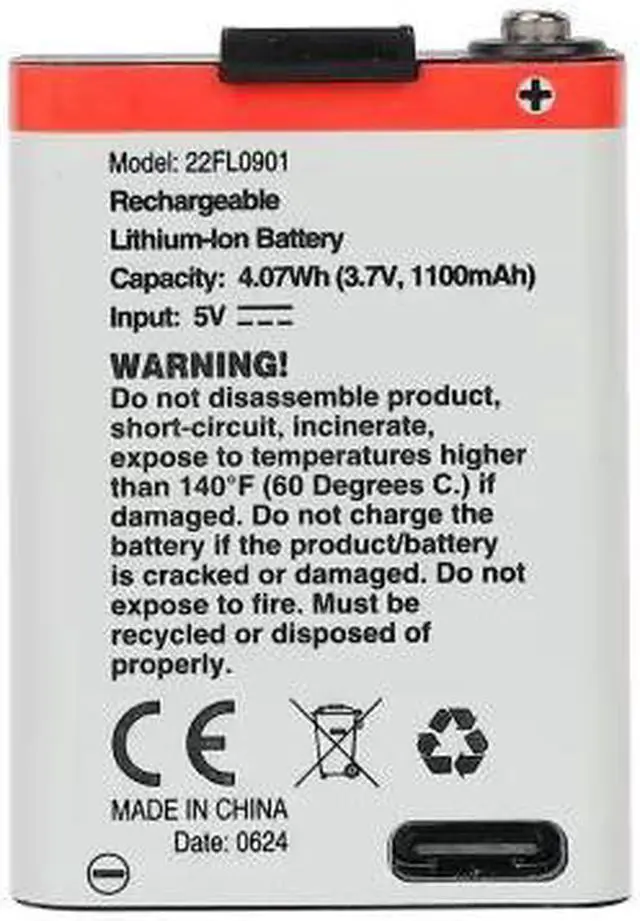 Model: 22FL0901
Rechargeable
Lithium-Ion Battery
Capacity: 4.07Wh (3.7V, 1100mAh)
Input: 5V
WARNING!
Do not disassemble product,
short-circuit, incinerate,
expose to temperatures higher
than 140°F (60 Degrees C.) if
damaged. Do not charge the
battery if the product/battery
is cracked or damaged. Do not
expose to fire. Must be
recycled or disposed of
properly.
CE
MADE IN CHINA
Date: 0624